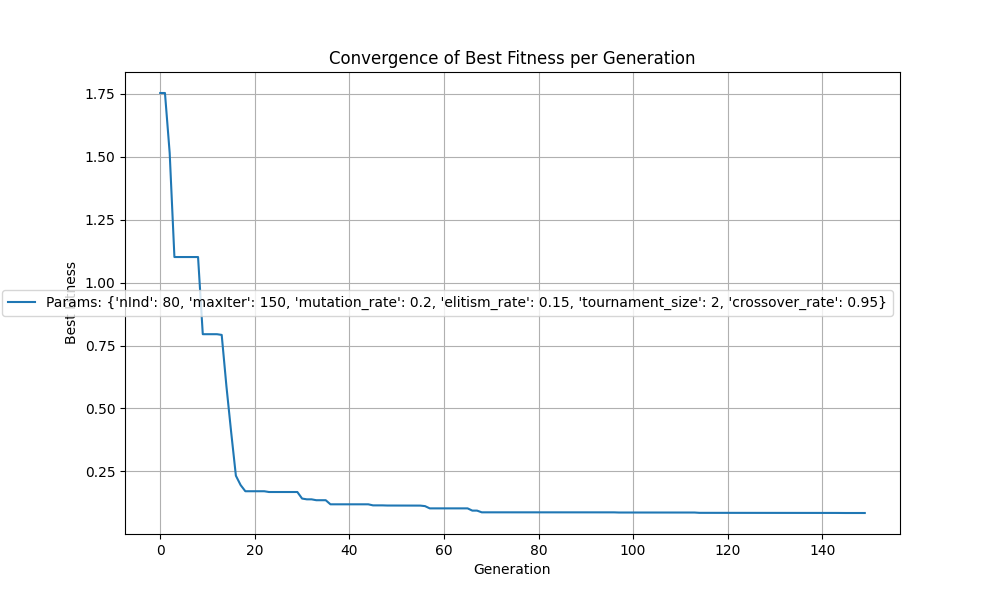 Convergence of Best Fitness per Generation
1.75
1.50
1.25
1.00
0.75
0.50
0.25
Best
ness
Params: {'nInd': 80, 'maxIter': 150, 'mutation_rate': 0.2, 'elitism_rate': 0.15, 'tournament_size': 2, 'crossover_rate': 0.95}
0 20 40 60 80 100 120 140
Generation